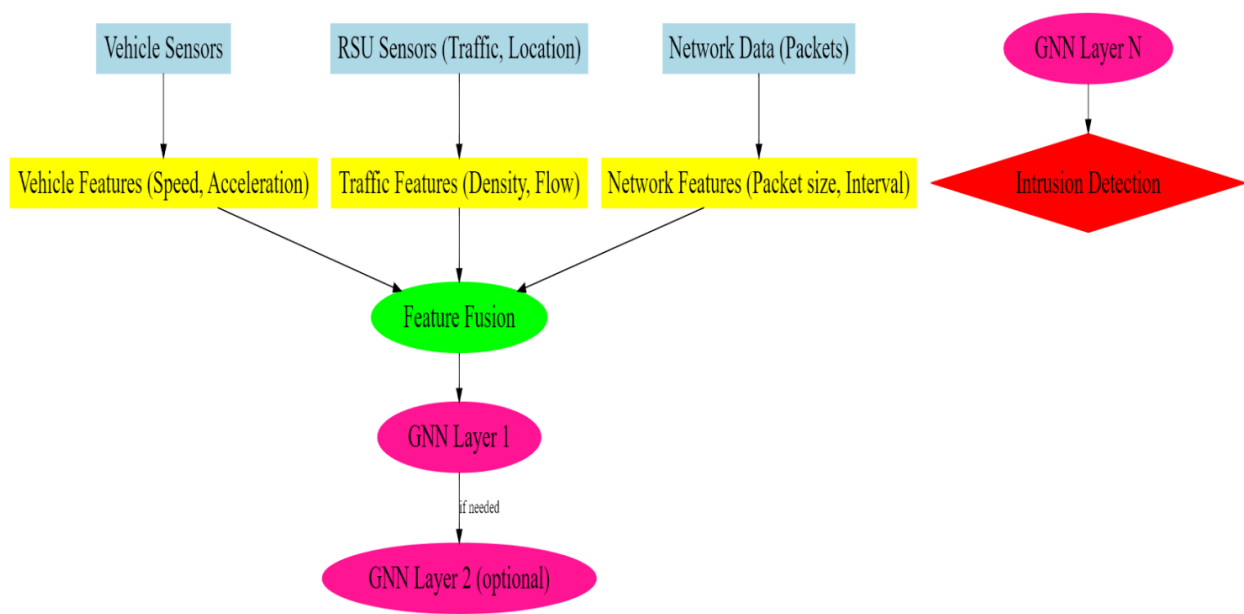 Vehicle Sensors
RSU Sensors (Traffic, Location)
Network Data (Packets)
GNN Layer N
Vehicle Features (Speed, Acceleration)
Traffic Features (Density, Flow)
Network Features (Packet size, Interval)
Intrusion Detection
Feature Fusion
GNN Layer 1
if needed
GNN Layer 2 (optional)